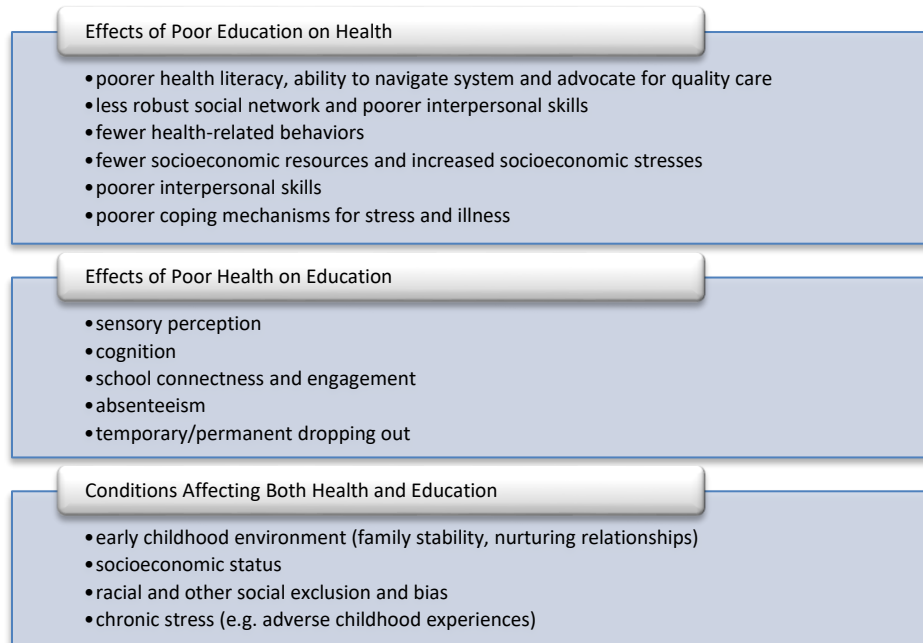 Effects of Poor Education on Health
•poorer health literacy, ability to navigate system and advocate for quality care
•less robust social network and poorer interpersonal skills
•fewer health-related behaviors
•fewer socioeconomic resources and increased socioeconomic stresses
•poorer interpersonal skills
•poorer coping mechanisms for stress and illness
Effects of Poor Health on Education
•sensory perception
•cognition
•school connectness and engagement
•absenteeism
•temporary/permanent dropping out
Conditions Affecting Both Health and Education
•early childhood environment (family stability, nurturing relationships)
•socioeconomic status
•racial and other social exclusion and bias
•chronic stress (e.g. adverse childhood experiences)